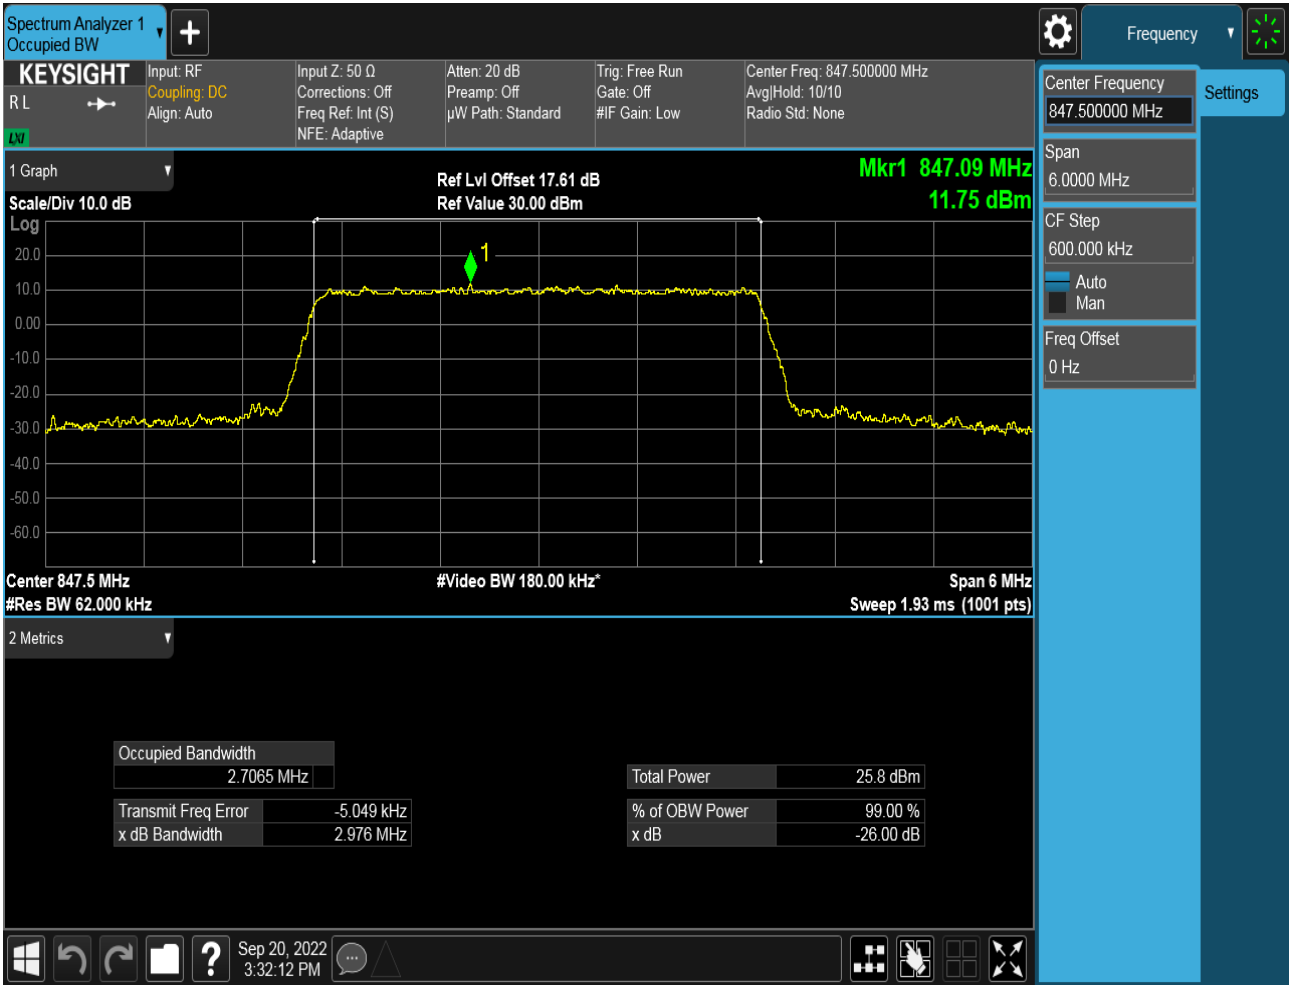 Spectrum Analyzer 1
Occupied BW
Frequency
KEYSIGHT
R L
LXI
Input: RF
Coupling: DC
Align: Auto
Input Z: 50 Ω
Corrections: Off
Freq Ref: Int (S)
NFE: Adaptive
Atten: 20 dB
Preamp: Off
µW Path: Standard
Trig: Free Run
Gate: Off
#IF Gain: Low
Center Freq: 847.500000 MHz
Avg|Hold: 10/10
Radio Std: None
Center Frequency
847.500000 MHz
Settings
Span
6.0000 MHz
CF Step
600.000 kHz
Auto
Man
Freq Offset
0 Hz
1 Graph
Scale/Div 10.0 dB
Ref Lvl Offset 17.61 dB
Ref Value 30.00 dBm
Mkr1 847.09 MHz
11.75 dBm
Log
20.0
10.0
0.00
-10.0
-20.0
-30.0
-40.0
-50.0
-60.0
1
Center 847.5 MHz
#Video BW 180.00 kHz*
Span 6 MHz
#Res BW 62.000 kHz
Sweep 1.93 ms (1001 pts)
2 Metrics
Occupied Bandwidth
2.7065 MHz
Total Power 25.8 dBm
Transmit Freq Error -5.049 kHz
% of OBW Power 99.00 %
x dB Bandwidth 2.976 MHz
x dB -26.00 dB
?
Sep 20, 2022
3:32:12 PM